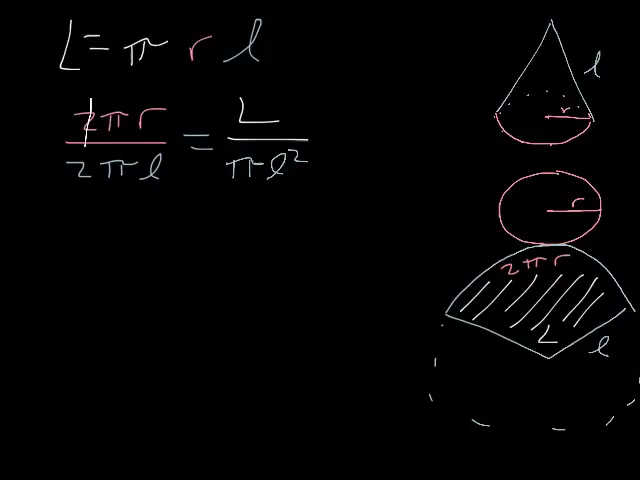 L = π r l
2πr / 2πl = L / πl²
l
r
r
2πr
L
l